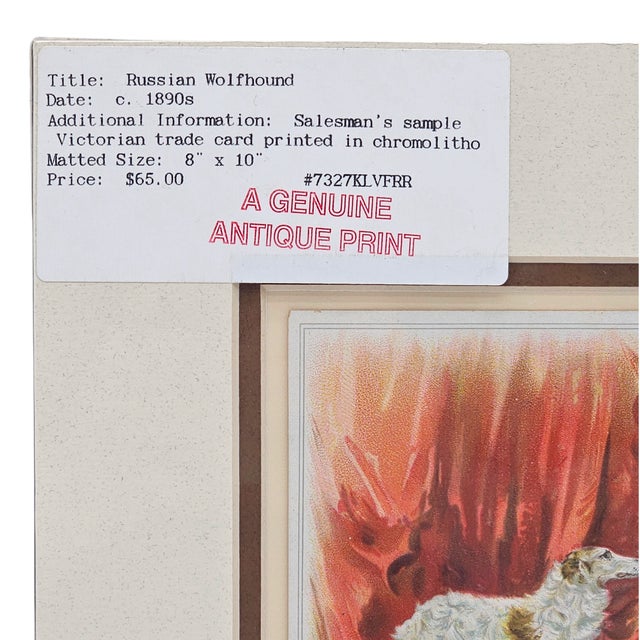 Title: Russian Wolfhound
Date: c. 1890s
Additional Information: Salesman's sample
Victorian trade card printed in chromolitho
Matted Size: 8" x 10"
Price: $65.00 #7327KLVFRR
A GENUINE
ANTIQUE PRINT